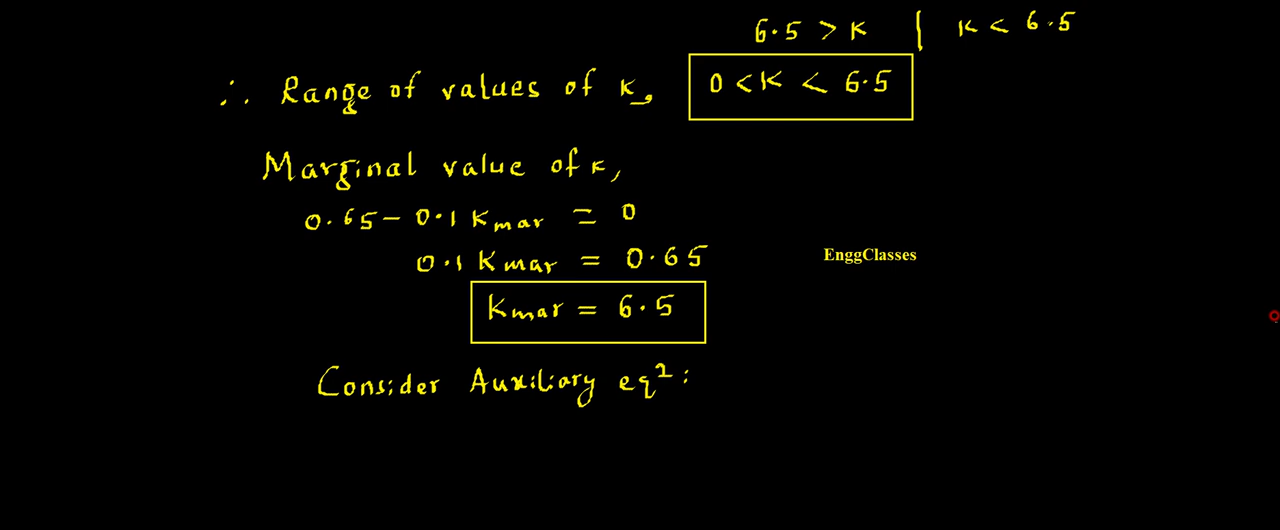 6.5 > K | K < 6.5
∴ Range of values of K, 0 < K < 6.5
Marginal value of K,
0.65 - 0.1 Kmar = 0
0.1 Kmar = 0.65
EnggClasses
Kmar = 6.5
Consider Auxiliary eqⁿ: